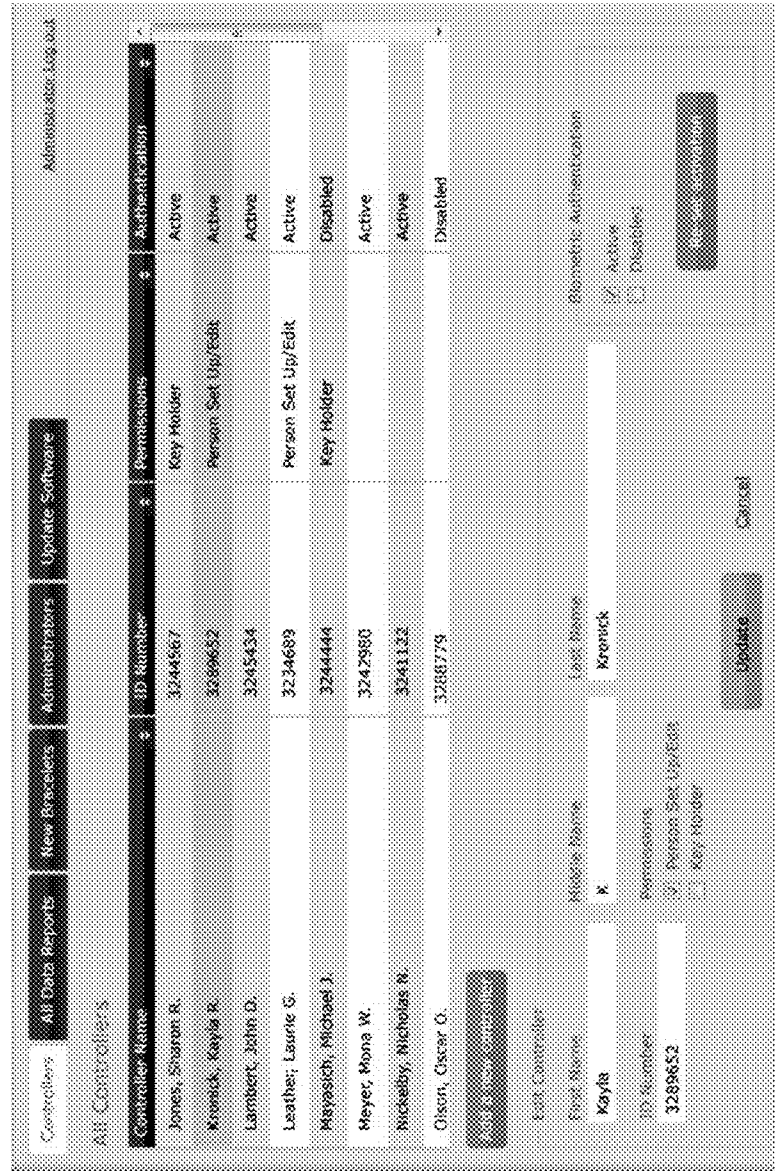 Controllers All Data Reports New Bracelets Administrators Update Software Administrator Log out
All Controllers
Controller Name ID Number Permissions Authentication
Jones, Sharon R. 3244567 Key Holder Active
Kronick, Kayla R. 3289652 Person Set Up/Edit Active
Lambert, John D. 3245434 Active
Leather, Laurie G. 3234689 Person Set Up/Edit Active
Mayasich, Michael J. 3244444 Key Holder Disabled
Meyer, Mona W. 3242980 Active
Nickelby, Nicholas N. 3241122 Active
Olson, Oscar O. 3288779 Disabled
Edit Controller
First Name Middle Name Last Name Biometric Authentication
Kayla Kronick Active
Disabled
ID Number Permissions
3289652 Person Set Up/Edit
Key Holder
Update Cancel